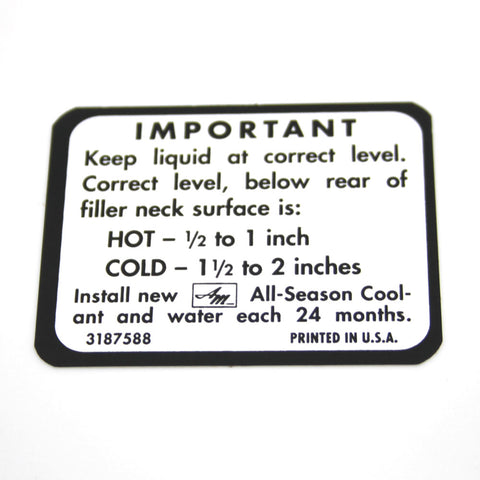 IMPORTANT
Keep liquid at correct level.
Correct level, below rear of
filler neck surface is:
HOT – ½ to 1 inch
COLD – 1½ to 2 inches
Install new AM All-Season Cool-
ant and water each 24 months.
3187588 PRINTED IN U.S.A.